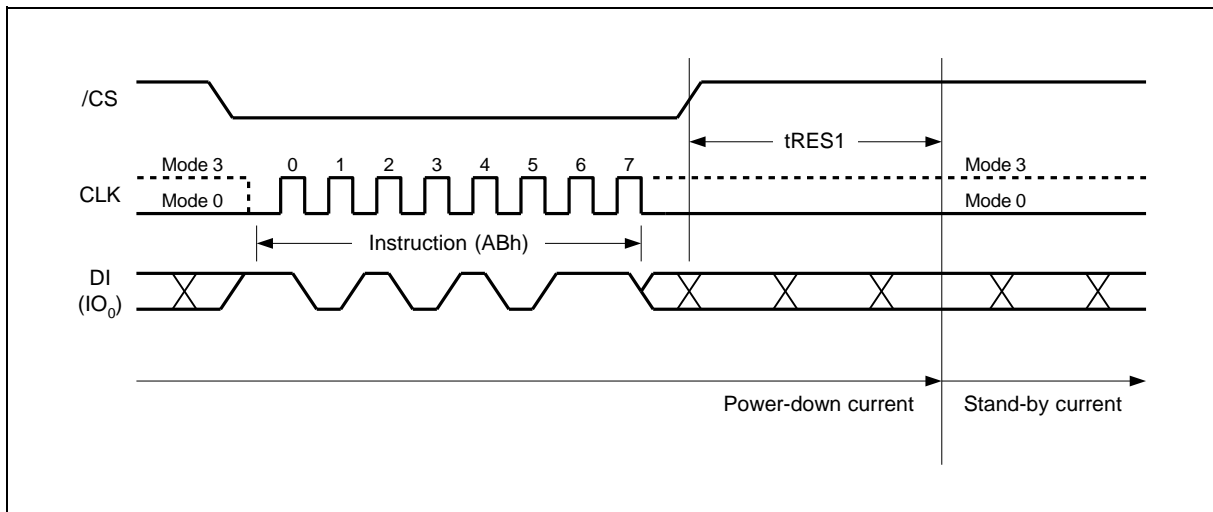 /CS
tRES1
Mode 3 0 1 2 3 4 5 6 7 Mode 3
CLK
Mode 0 Mode 0
Instruction (ABh)
DI
(IO0)
Power-down current Stand-by current